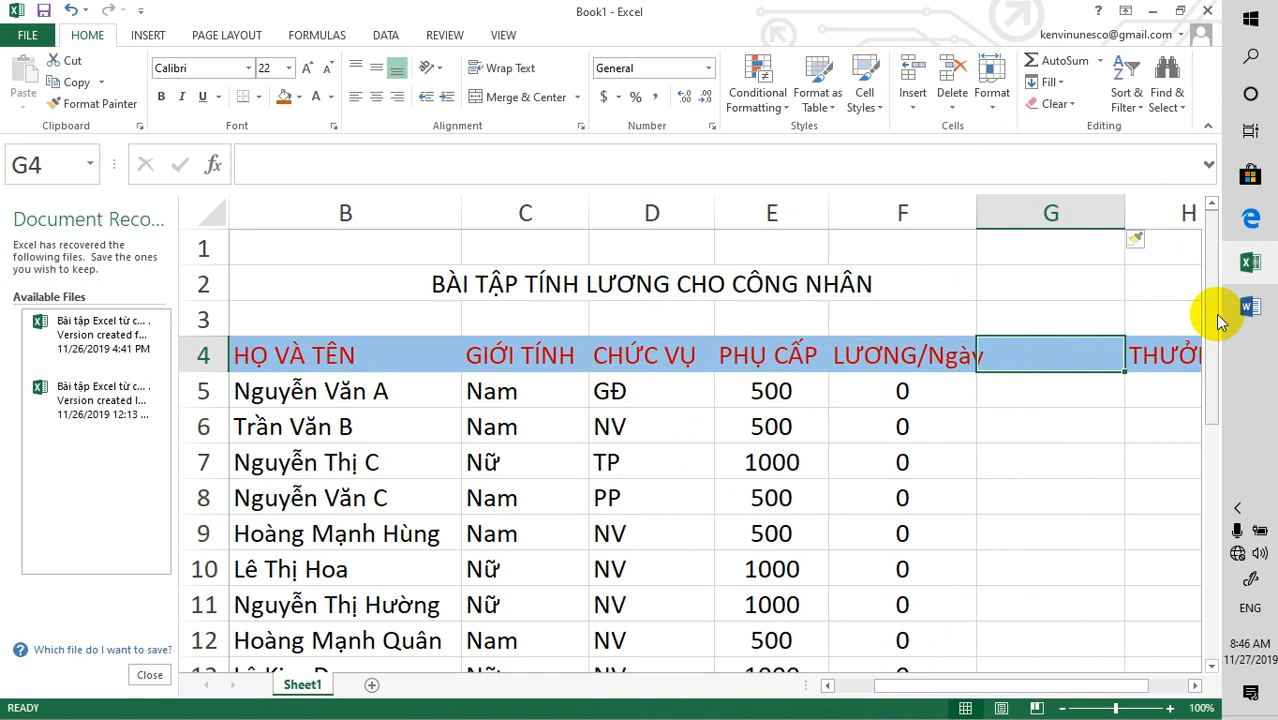 Book1 - Excel
FILE HOME INSERT PAGE LAYOUT FORMULAS DATA REVIEW VIEW kenvinunesco@gmail.com
Paste Cut Copy Format Painter Clipboard
Calibri 22 B I U A Font
Wrap Text Merge & Center Alignment
General $ % , Number
Conditional Formatting Format as Table Cell Styles Styles
Insert Delete Format Cells
AutoSum Fill Clear Sort & Filter Find & Select Editing
G4 fx
Document Reco...
Excel has recovered the
following files. Save the ones
you wish to keep.
Available Files
Bài tập Excel từ c...
Version created f...
11/26/2019 4:41 PM
Bài tập Excel từ c...
Version created l...
11/26/2019 12:13 ...
Which file do I want to save?
Close
B C D E F G H
1
2 BÀI TẬP TÍNH LƯƠNG CHO CÔNG NHÂN
3
4 HỌ VÀ TÊN GIỚI TÍNH CHỨC VỤ PHỤ CẤP LƯƠNG/Ngày
5 Nguyễn Văn A Nam GĐ 500 0
6 Trần Văn B Nam NV 500 0
7 Nguyễn Thị C Nữ TP 1000 0
8 Nguyễn Văn C Nam PP 500 0
9 Hoàng Mạnh Hùng Nam NV 500 0
10 Lê Thị Hoa Nữ NV 1000 0
11 Nguyễn Thị Hường Nữ NV 1000 0
12 Hoàng Mạnh Quân Nam NV 500 0
Sheet1
READY 100%
ENG
8:46 AM
11/27/2019